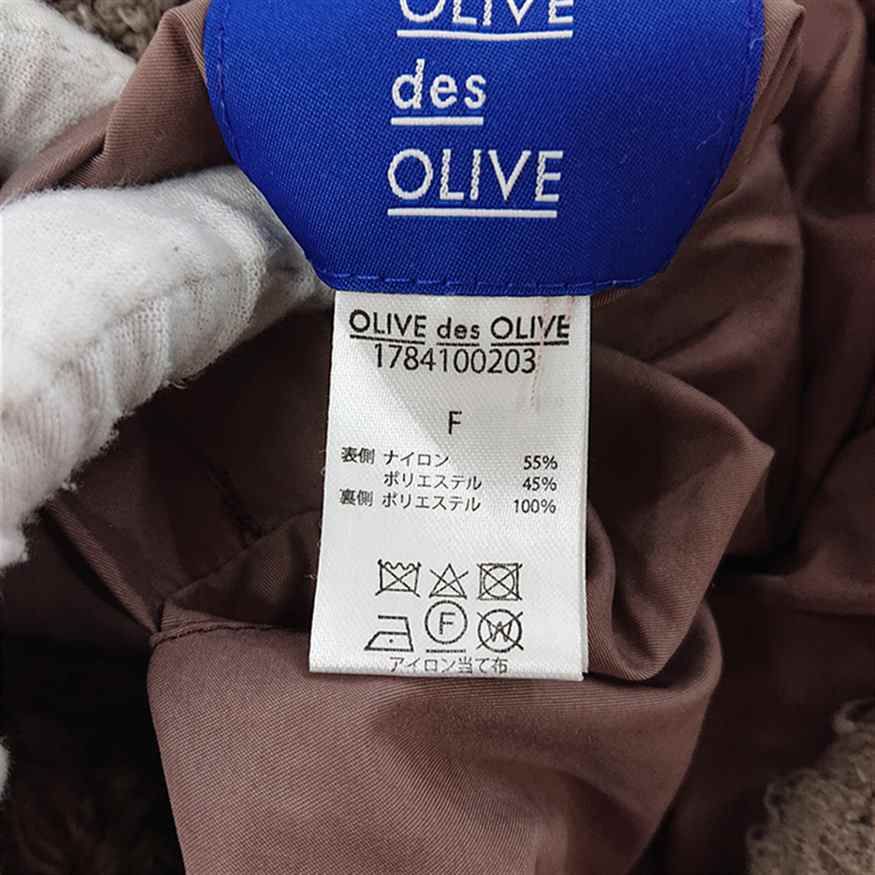 OLIVE
des
OLIVE
OLIVE des OLIVE
1784100203
F
表側 ナイロン 55%
ポリエステル 45%
裏側 ポリエステル 100%
F
W
アイロン当て布